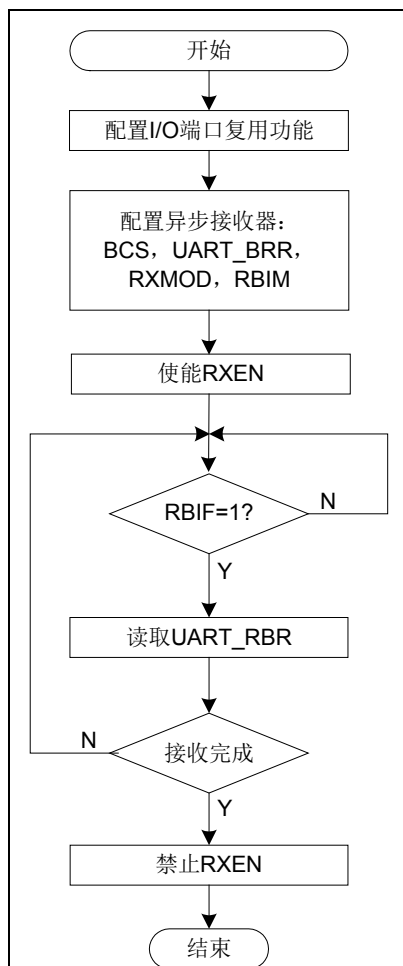 开始
配置I/O端口复用功能
配置异步接收器：
BCS，UART_BRR，
RXMOD，RBIM
使能RXEN
RBIF=1?
N
Y
读取UART_RBR
N
接收完成
Y
禁止RXEN
结束